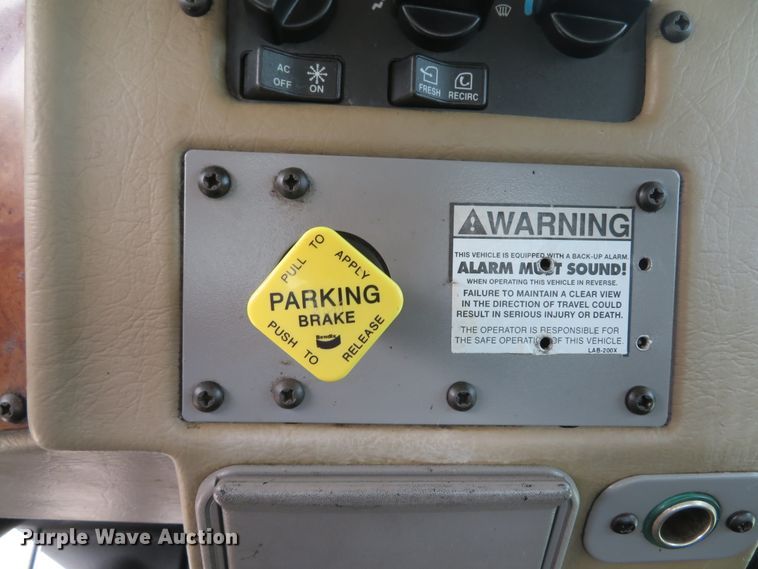 AC
OFF ON
FRESH RECIRC
PULL TO APPLY
PARKING
BRAKE
Bendix
PUSH TO RELEASE
WARNING
THIS VEHICLE IS EQUIPPED WITH A BACK-UP ALARM.
ALARM MUST SOUND!
WHEN OPERATING THIS VEHICLE IN REVERSE.
FAILURE TO MAINTAIN A CLEAR VIEW
IN THE DIRECTION OF TRAVEL COULD
RESULT IN SERIOUS INJURY OR DEATH.
THE OPERATOR IS RESPONSIBLE FOR
THE SAFE OPERATION OF THIS VEHICLE.
LAB-200X
Purple Wave Auction